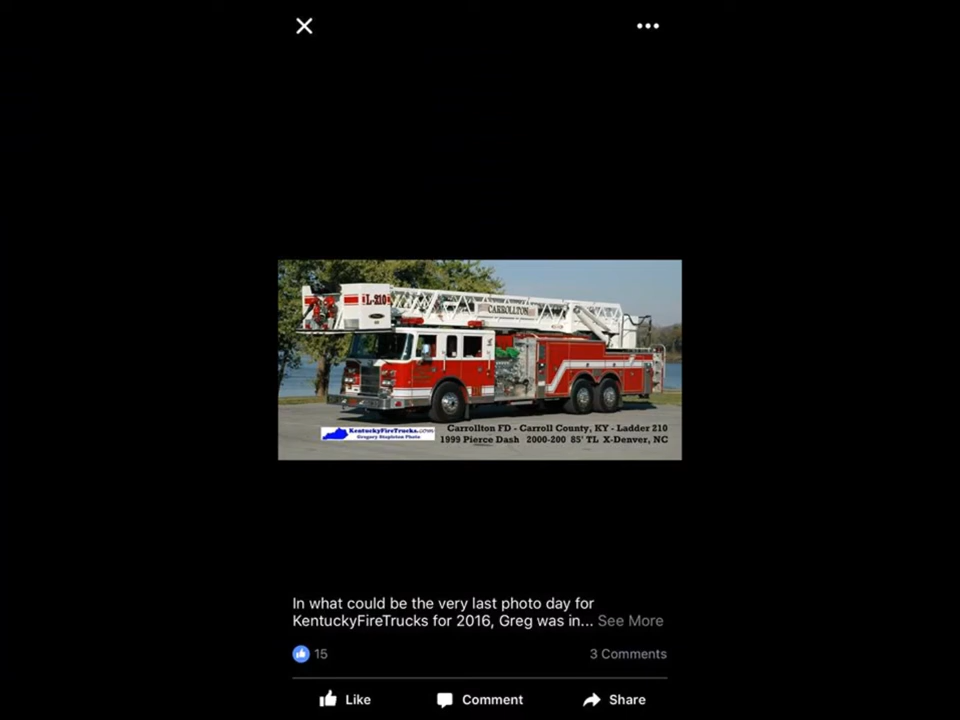 L-210
CARROLLTON
KentuckyFireTrucks.com
Gregory Stapleton Photo
Carrollton FD - Carroll County, KY - Ladder 210
1999 Pierce Dash 2000-200 85' TL X-Denver, NC
In what could be the very last photo day for
KentuckyFireTrucks for 2016, Greg was in... See More
15
3 Comments
Like
Comment
Share